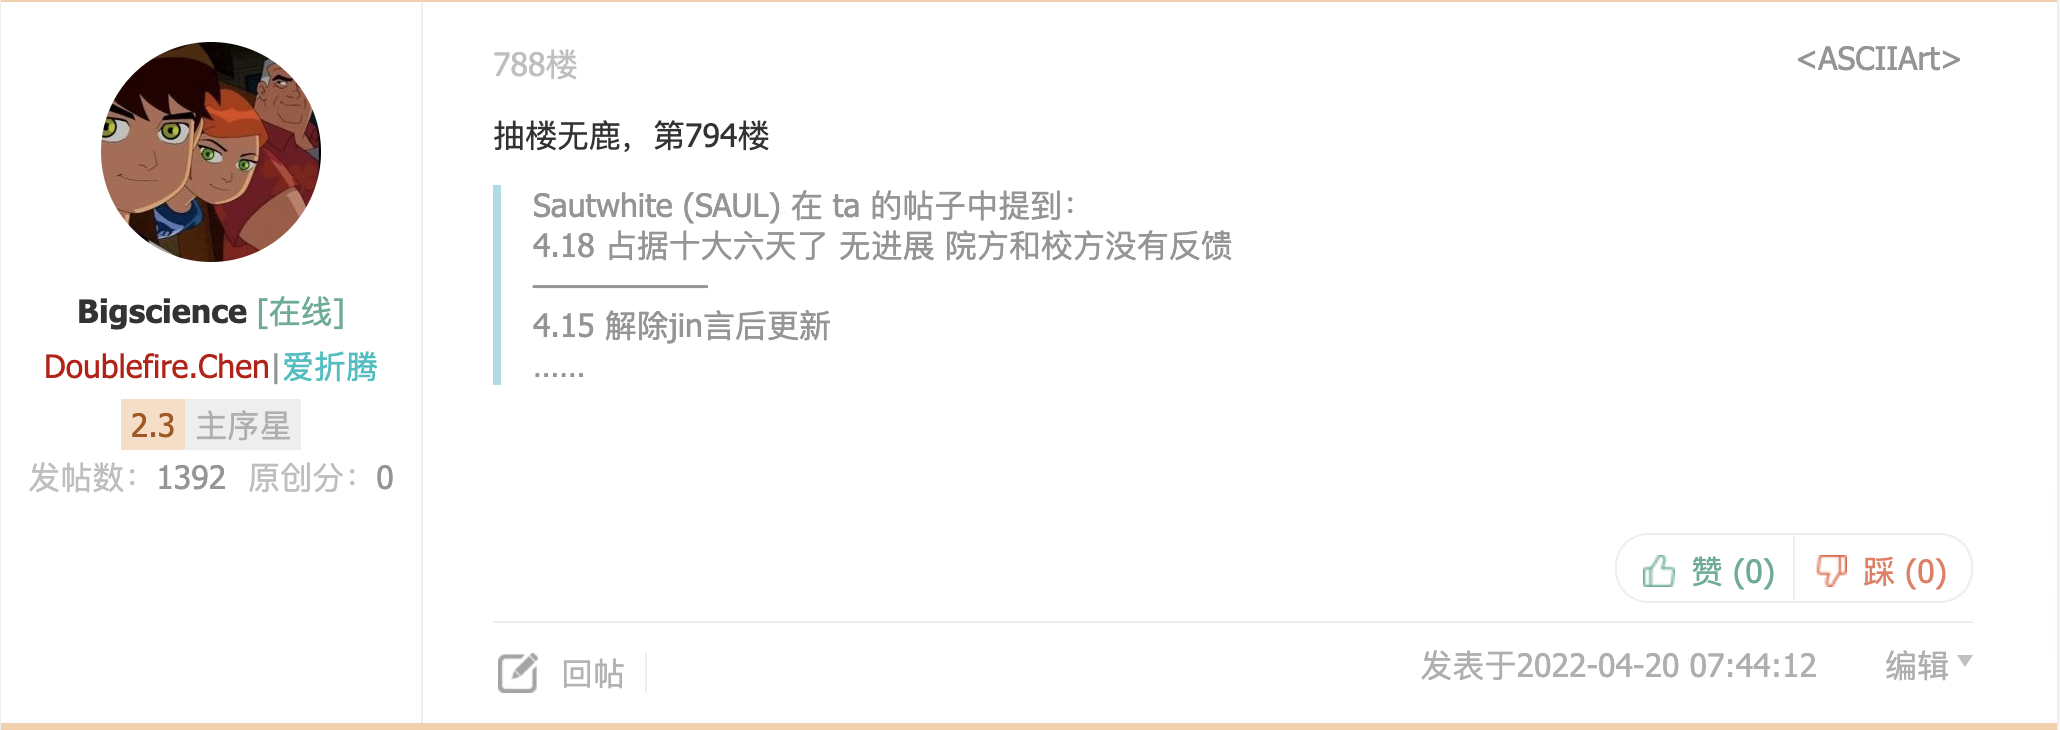 Bigscience [在线]
Doublefire.Chen|爱折腾
2.3 主序星
发帖数：1392 原创分：0
788楼
<ASCIIArt>
抽楼无鹿，第794楼
Sautwhite (SAUL) 在 ta 的帖子中提到：
4.18 占据十大六天了 无进展 院方和校方没有反馈
———————
4.15 解除jin言后更新
......
赞 (0) 踩 (0)
回帖
发表于2022-04-20 07:44:12 编辑